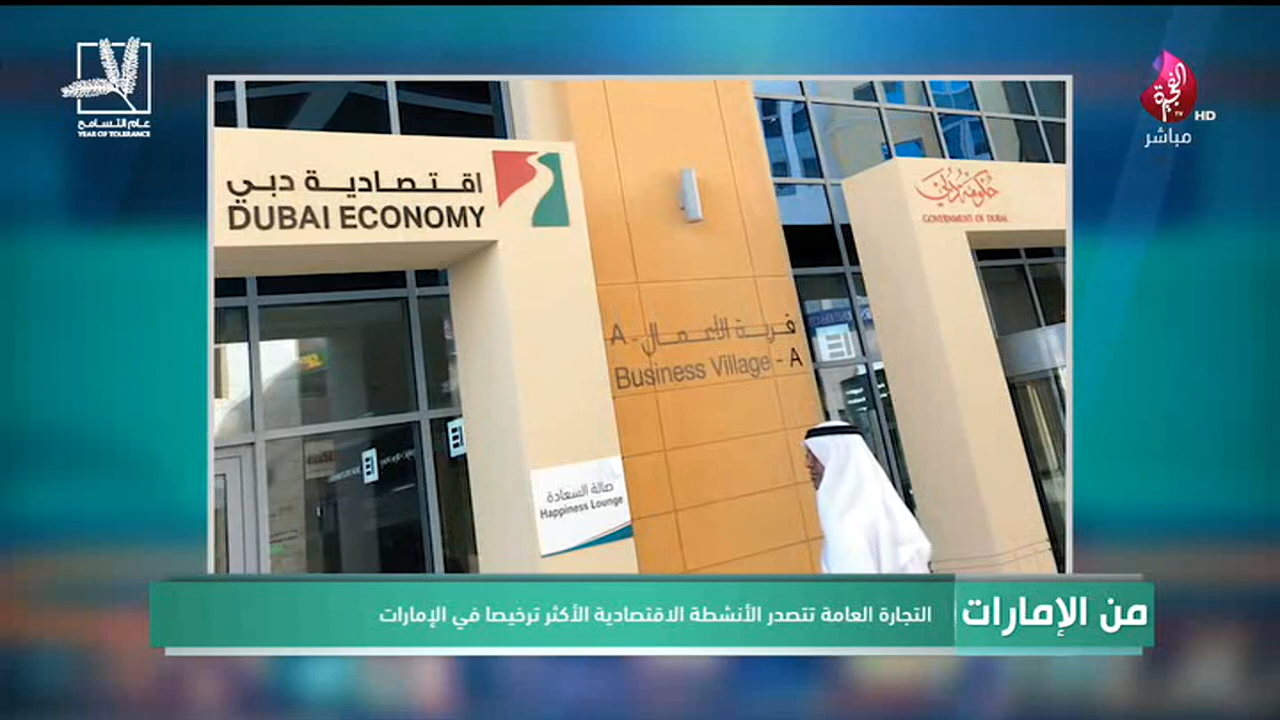 عام التسامح
YEAR OF TOLERANCE
الفجيرة
TV
HD
مباشر
اقتصادية دبي
DUBAI ECONOMY
حكومة دبي
GOVERNMENT OF DUBAI
قرية الأعمال - A
Business Village - A
صالة السعادة
Happiness Lounge
من الإمارات
التجارة العامة تتصدر الأنشطة الاقتصادية الأكثر ترخيصا في الإمارات